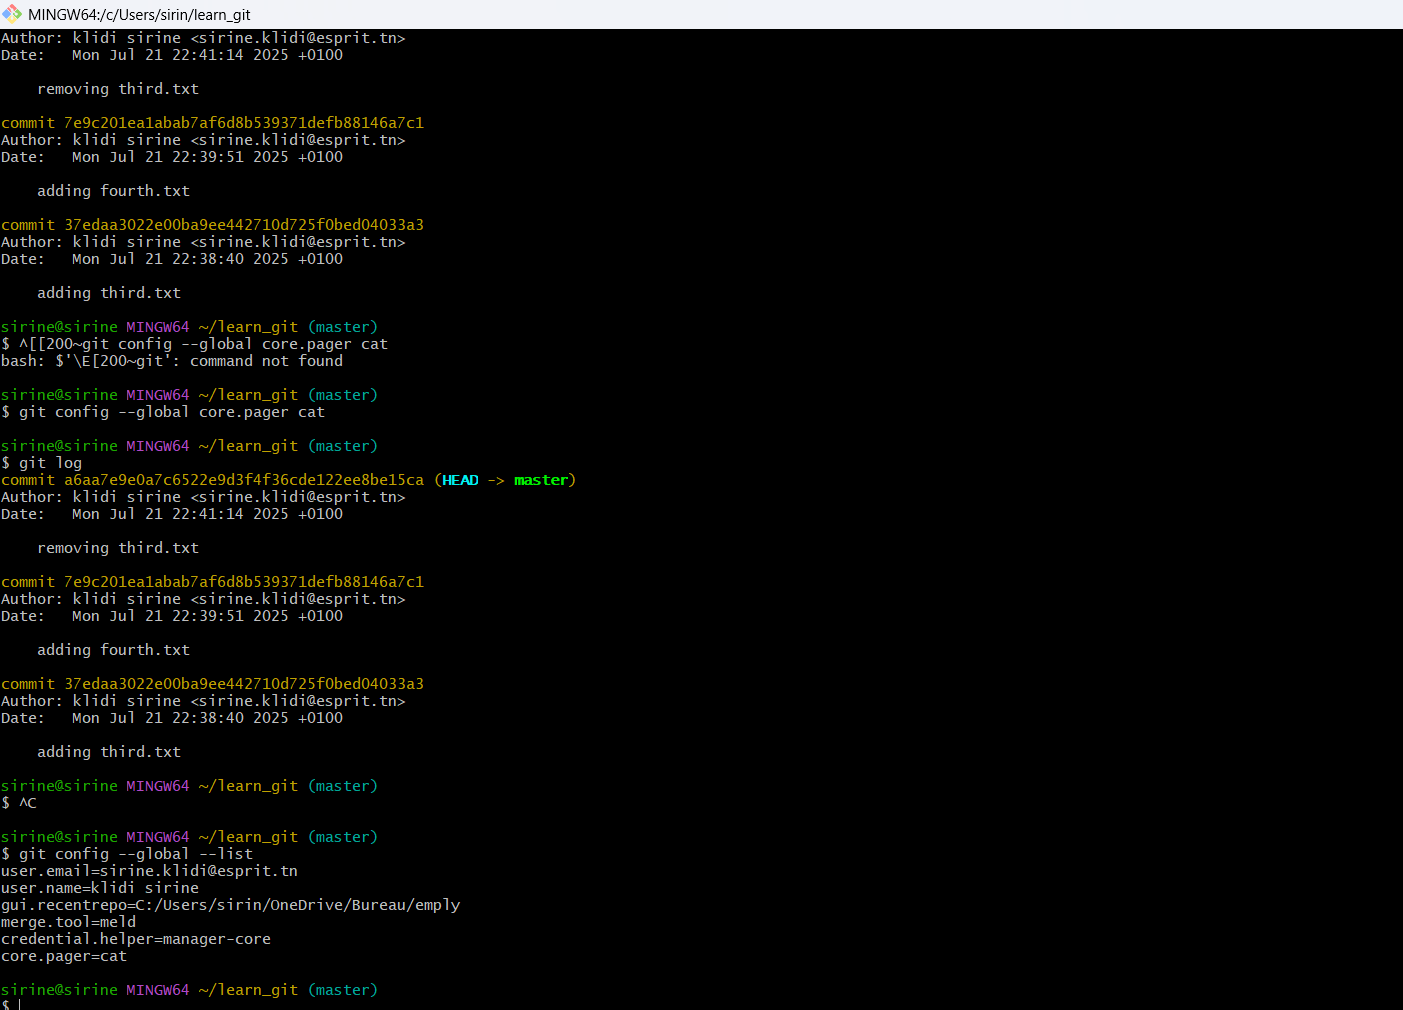 MINGW64:/c/Users/sirin/learn_git
Author: klidi sirine <sirine.klidi@esprit.tn>
Date:   Mon Jul 21 22:41:14 2025 +0100
    removing third.txt
commit 7e9c201ea1abab7af6d8b539371defb88146a7c1
Author: klidi sirine <sirine.klidi@esprit.tn>
Date:   Mon Jul 21 22:39:51 2025 +0100
    adding fourth.txt
commit 37edaa3022e00ba9ee442710d725f0bed04033a3
Author: klidi sirine <sirine.klidi@esprit.tn>
Date:   Mon Jul 21 22:38:40 2025 +0100
    adding third.txt
sirine@sirine MINGW64 ~/learn_git (master)
$ ^[[200~git config --global core.pager cat
bash: $'\E[200~git': command not found
sirine@sirine MINGW64 ~/learn_git (master)
$ git config --global core.pager cat
sirine@sirine MINGW64 ~/learn_git (master)
$ git log
commit a6aa7e9e0a7c6522e9d3f4f36cde122ee8be15ca (HEAD -> master)
Author: klidi sirine <sirine.klidi@esprit.tn>
Date:   Mon Jul 21 22:41:14 2025 +0100
    removing third.txt
commit 7e9c201ea1abab7af6d8b539371defb88146a7c1
Author: klidi sirine <sirine.klidi@esprit.tn>
Date:   Mon Jul 21 22:39:51 2025 +0100
    adding fourth.txt
commit 37edaa3022e00ba9ee442710d725f0bed04033a3
Author: klidi sirine <sirine.klidi@esprit.tn>
Date:   Mon Jul 21 22:38:40 2025 +0100
    adding third.txt
sirine@sirine MINGW64 ~/learn_git (master)
$ ^C
sirine@sirine MINGW64 ~/learn_git (master)
$ git config --global --list
user.email=sirine.klidi@esprit.tn
user.name=klidi sirine
gui.recentrepo=C:/Users/sirin/OneDrive/Bureau/emply
merge.tool=meld
credential.helper=manager-core
core.pager=cat
sirine@sirine MINGW64 ~/learn_git (master)
$